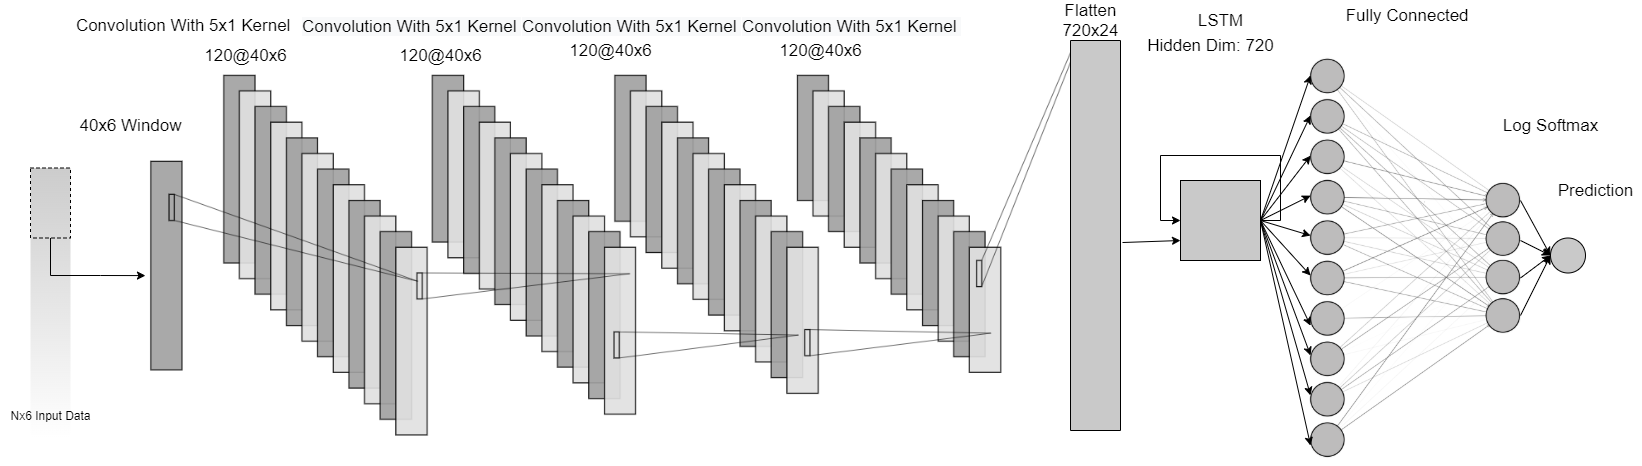 Convolution With 5x1 Kernel
120@40x6
Convolution With 5x1 Kernel
120@40x6
Convolution With 5x1 Kernel
120@40x6
Convolution With 5x1 Kernel
120@40x6
Flatten
720x24
LSTM
Hidden Dim: 720
Fully Connected
40x6 Window
Log Softmax
Prediction
Nx6 Input Data